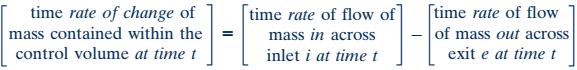 time rate of change of
mass contained within the
control volume at time t
=
time rate of flow of
mass in across
inlet i at time t
−
time rate of flow
of mass out across
exit e at time t